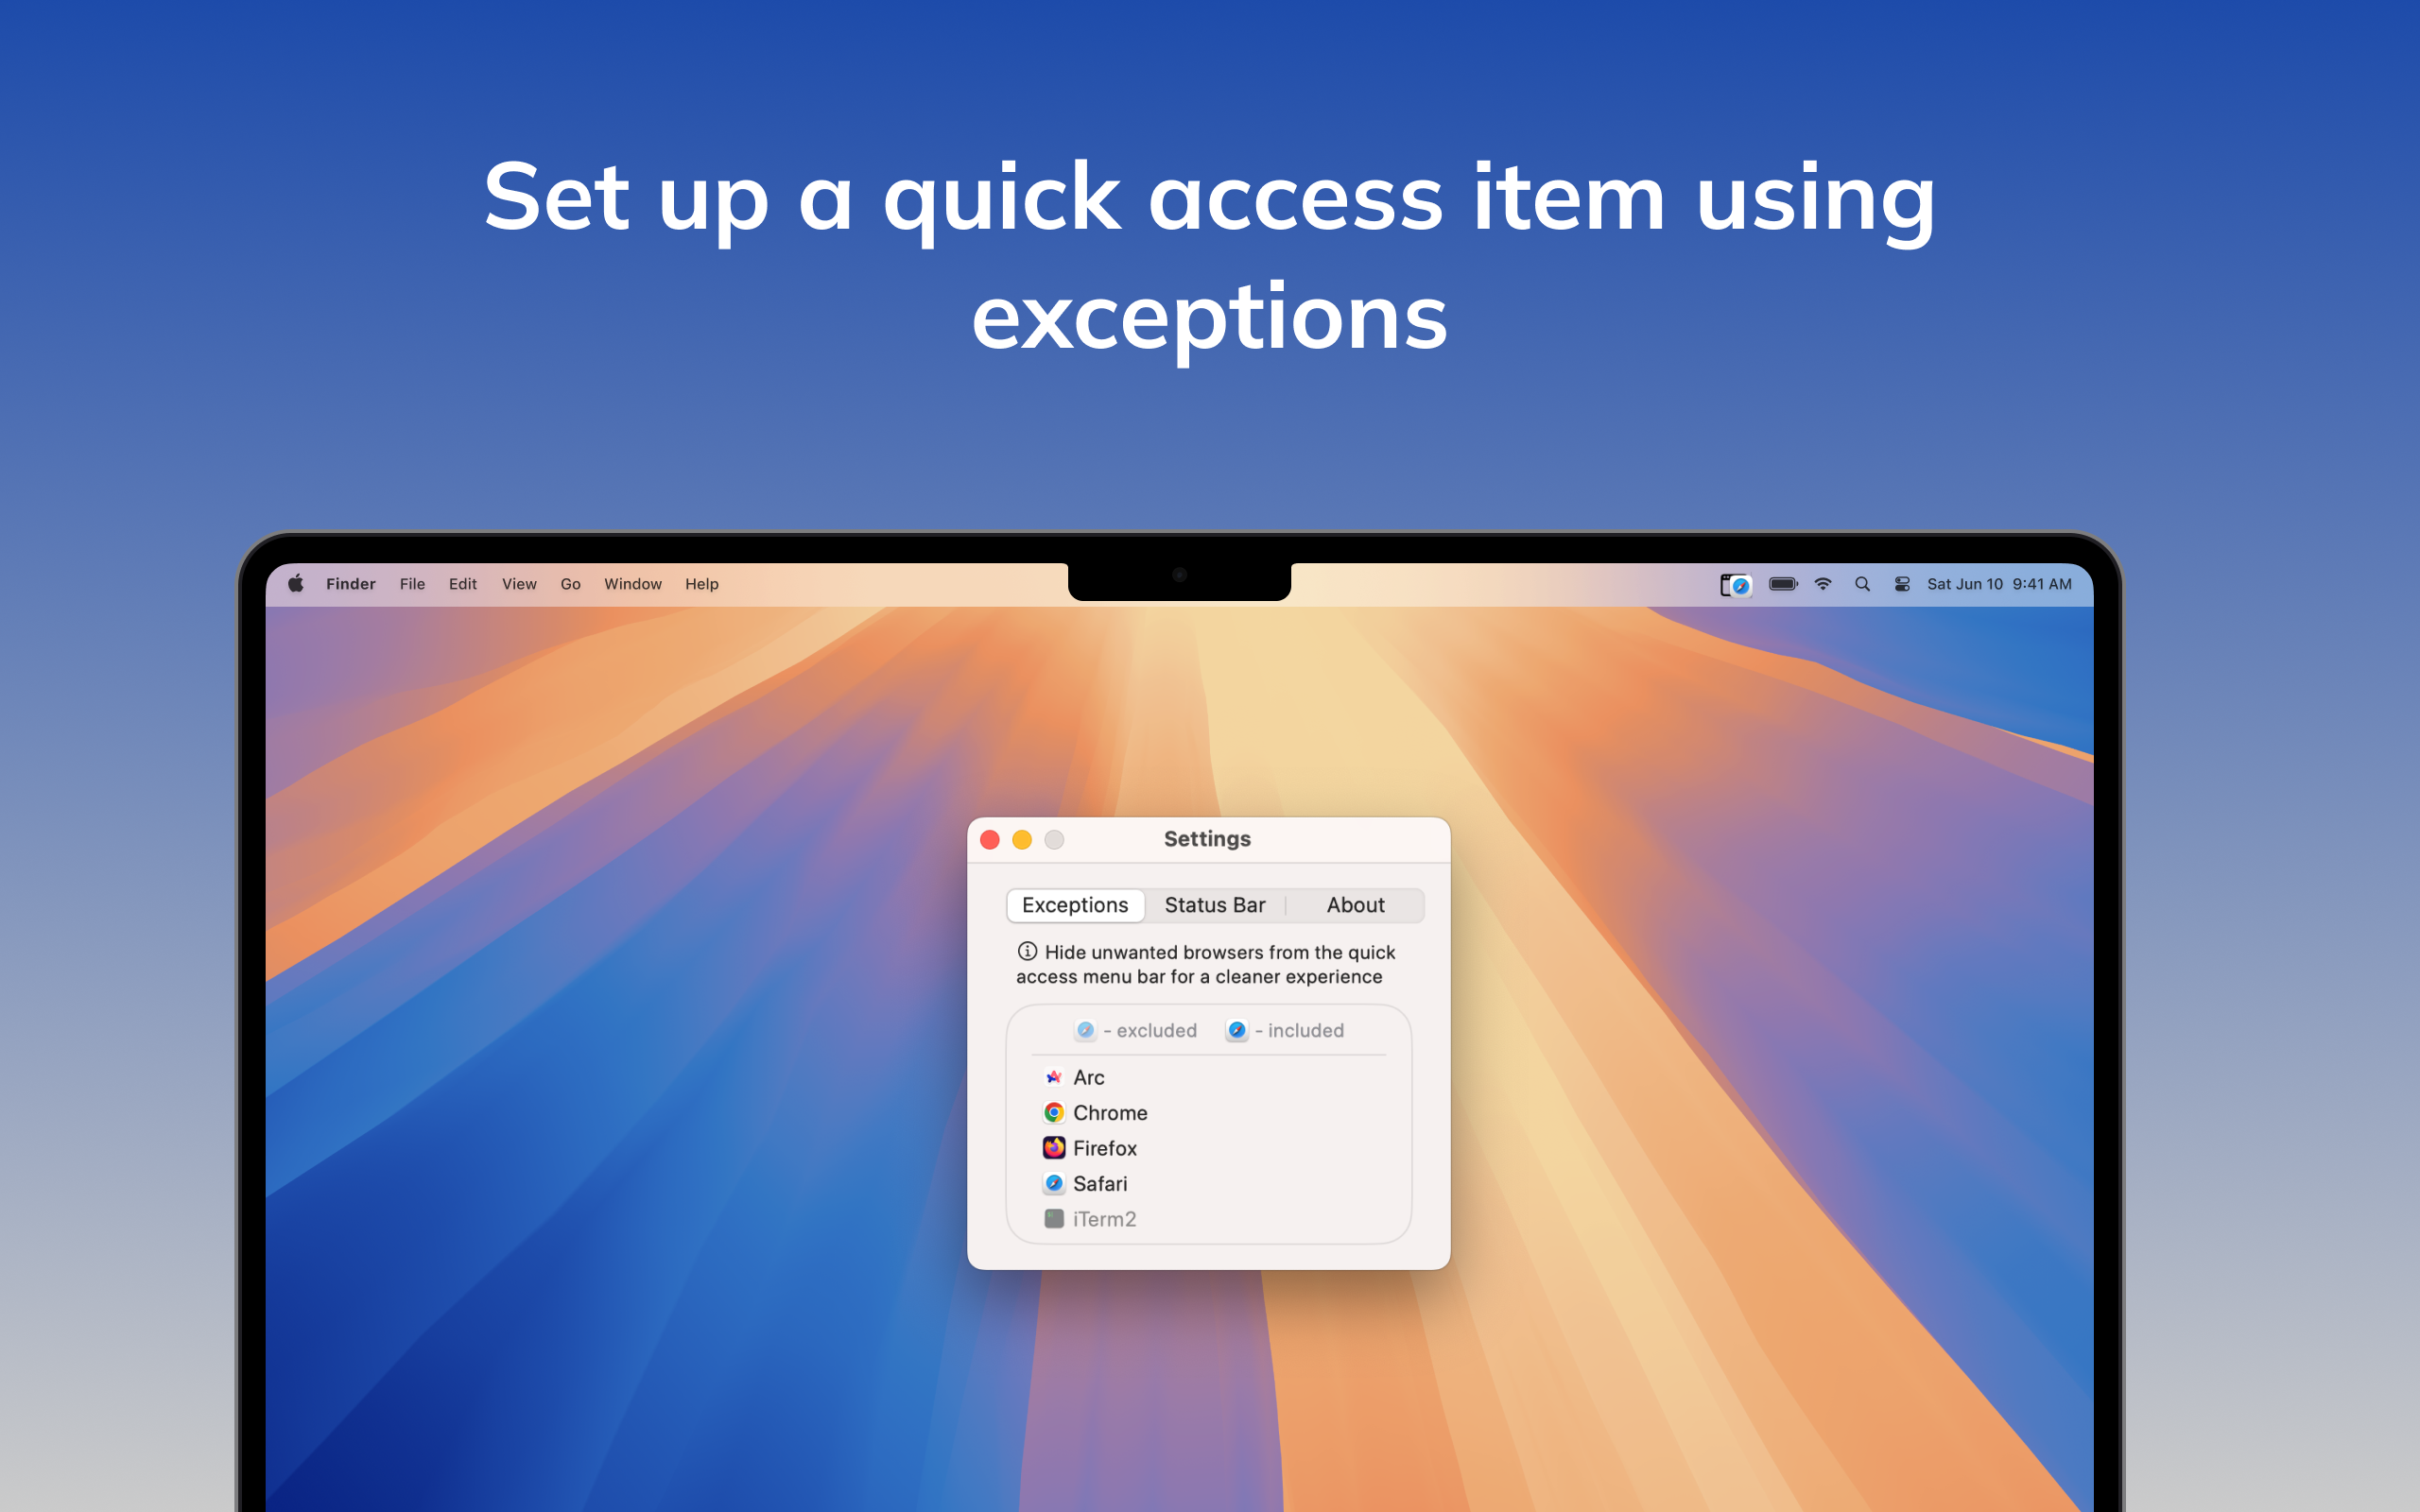 Set up a quick access item using
exceptions
Finder File Edit View Go Window Help
Sat Jun 10 9:41 AM
Settings
Exceptions Status Bar About
Hide unwanted browsers from the quick
access menu bar for a cleaner experience
- excluded - included
Arc
Chrome
Firefox
Safari
iTerm2